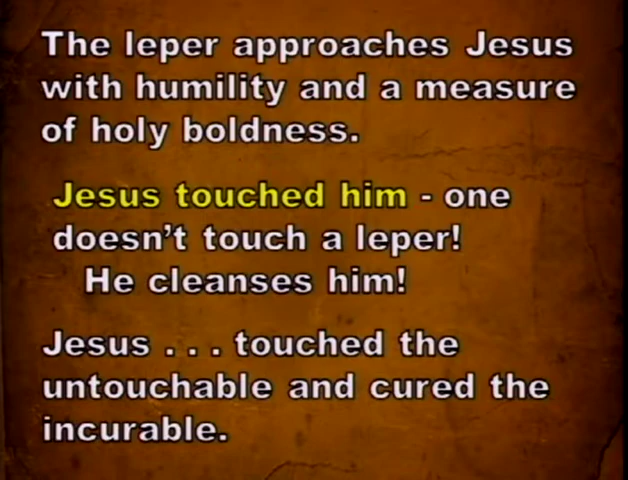 The leper approaches Jesus
with humility and a measure
of holy boldness.
Jesus touched him - one
doesn't touch a leper!
He cleanses him!
Jesus . . . touched the
untouchable and cured the
incurable.